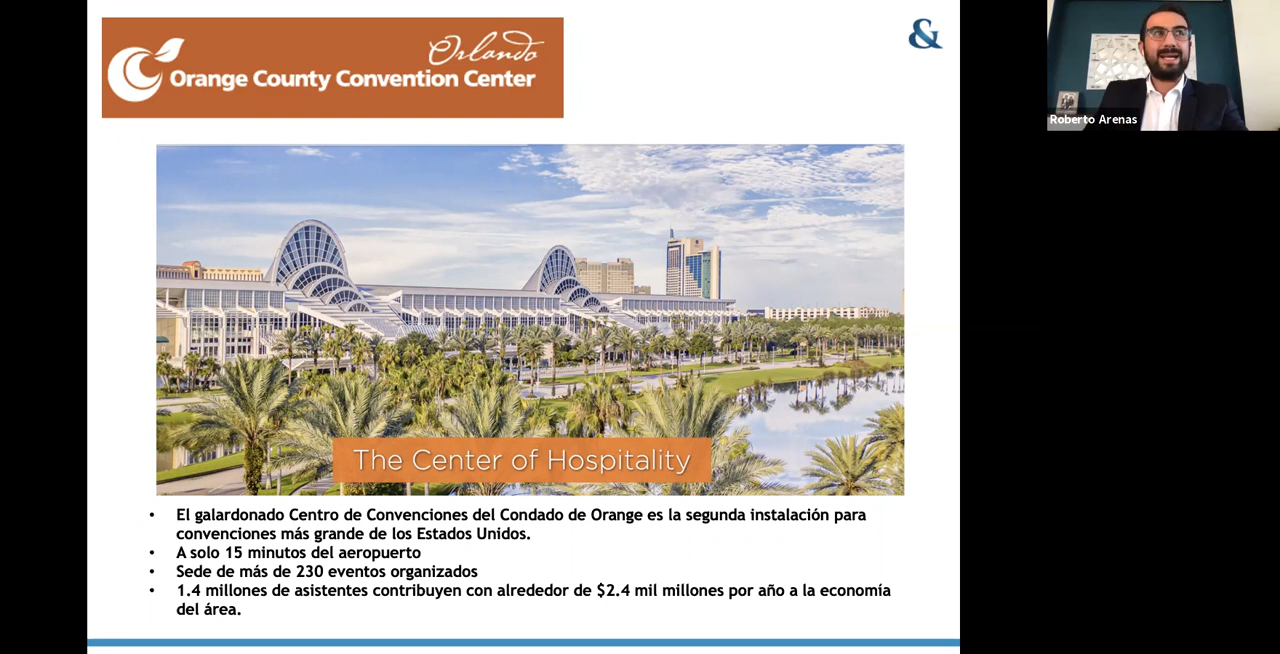 Orlando
Orange County Convention Center
&
Roberto Arenas
The Center of Hospitality
• El galardonado Centro de Convenciones del Condado de Orange es la segunda instalación para
convenciones más grande de los Estados Unidos.
• A solo 15 minutos del aeropuerto
• Sede de más de 230 eventos organizados
• 1.4 millones de asistentes contribuyen con alrededor de $2.4 mil millones por año a la economía
del área.